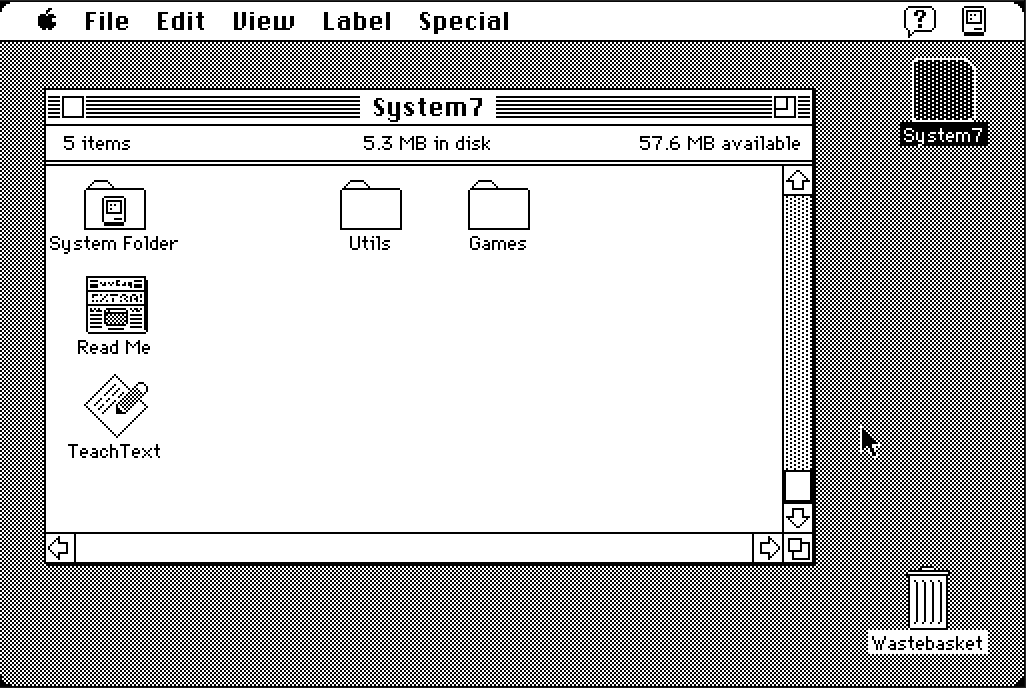 File Edit View Label Special
System7
System7
5 items 5.3 MB in disk 57.6 MB available
System Folder Utils Games
EXTRA!
Read Me
TeachText
Wastebasket